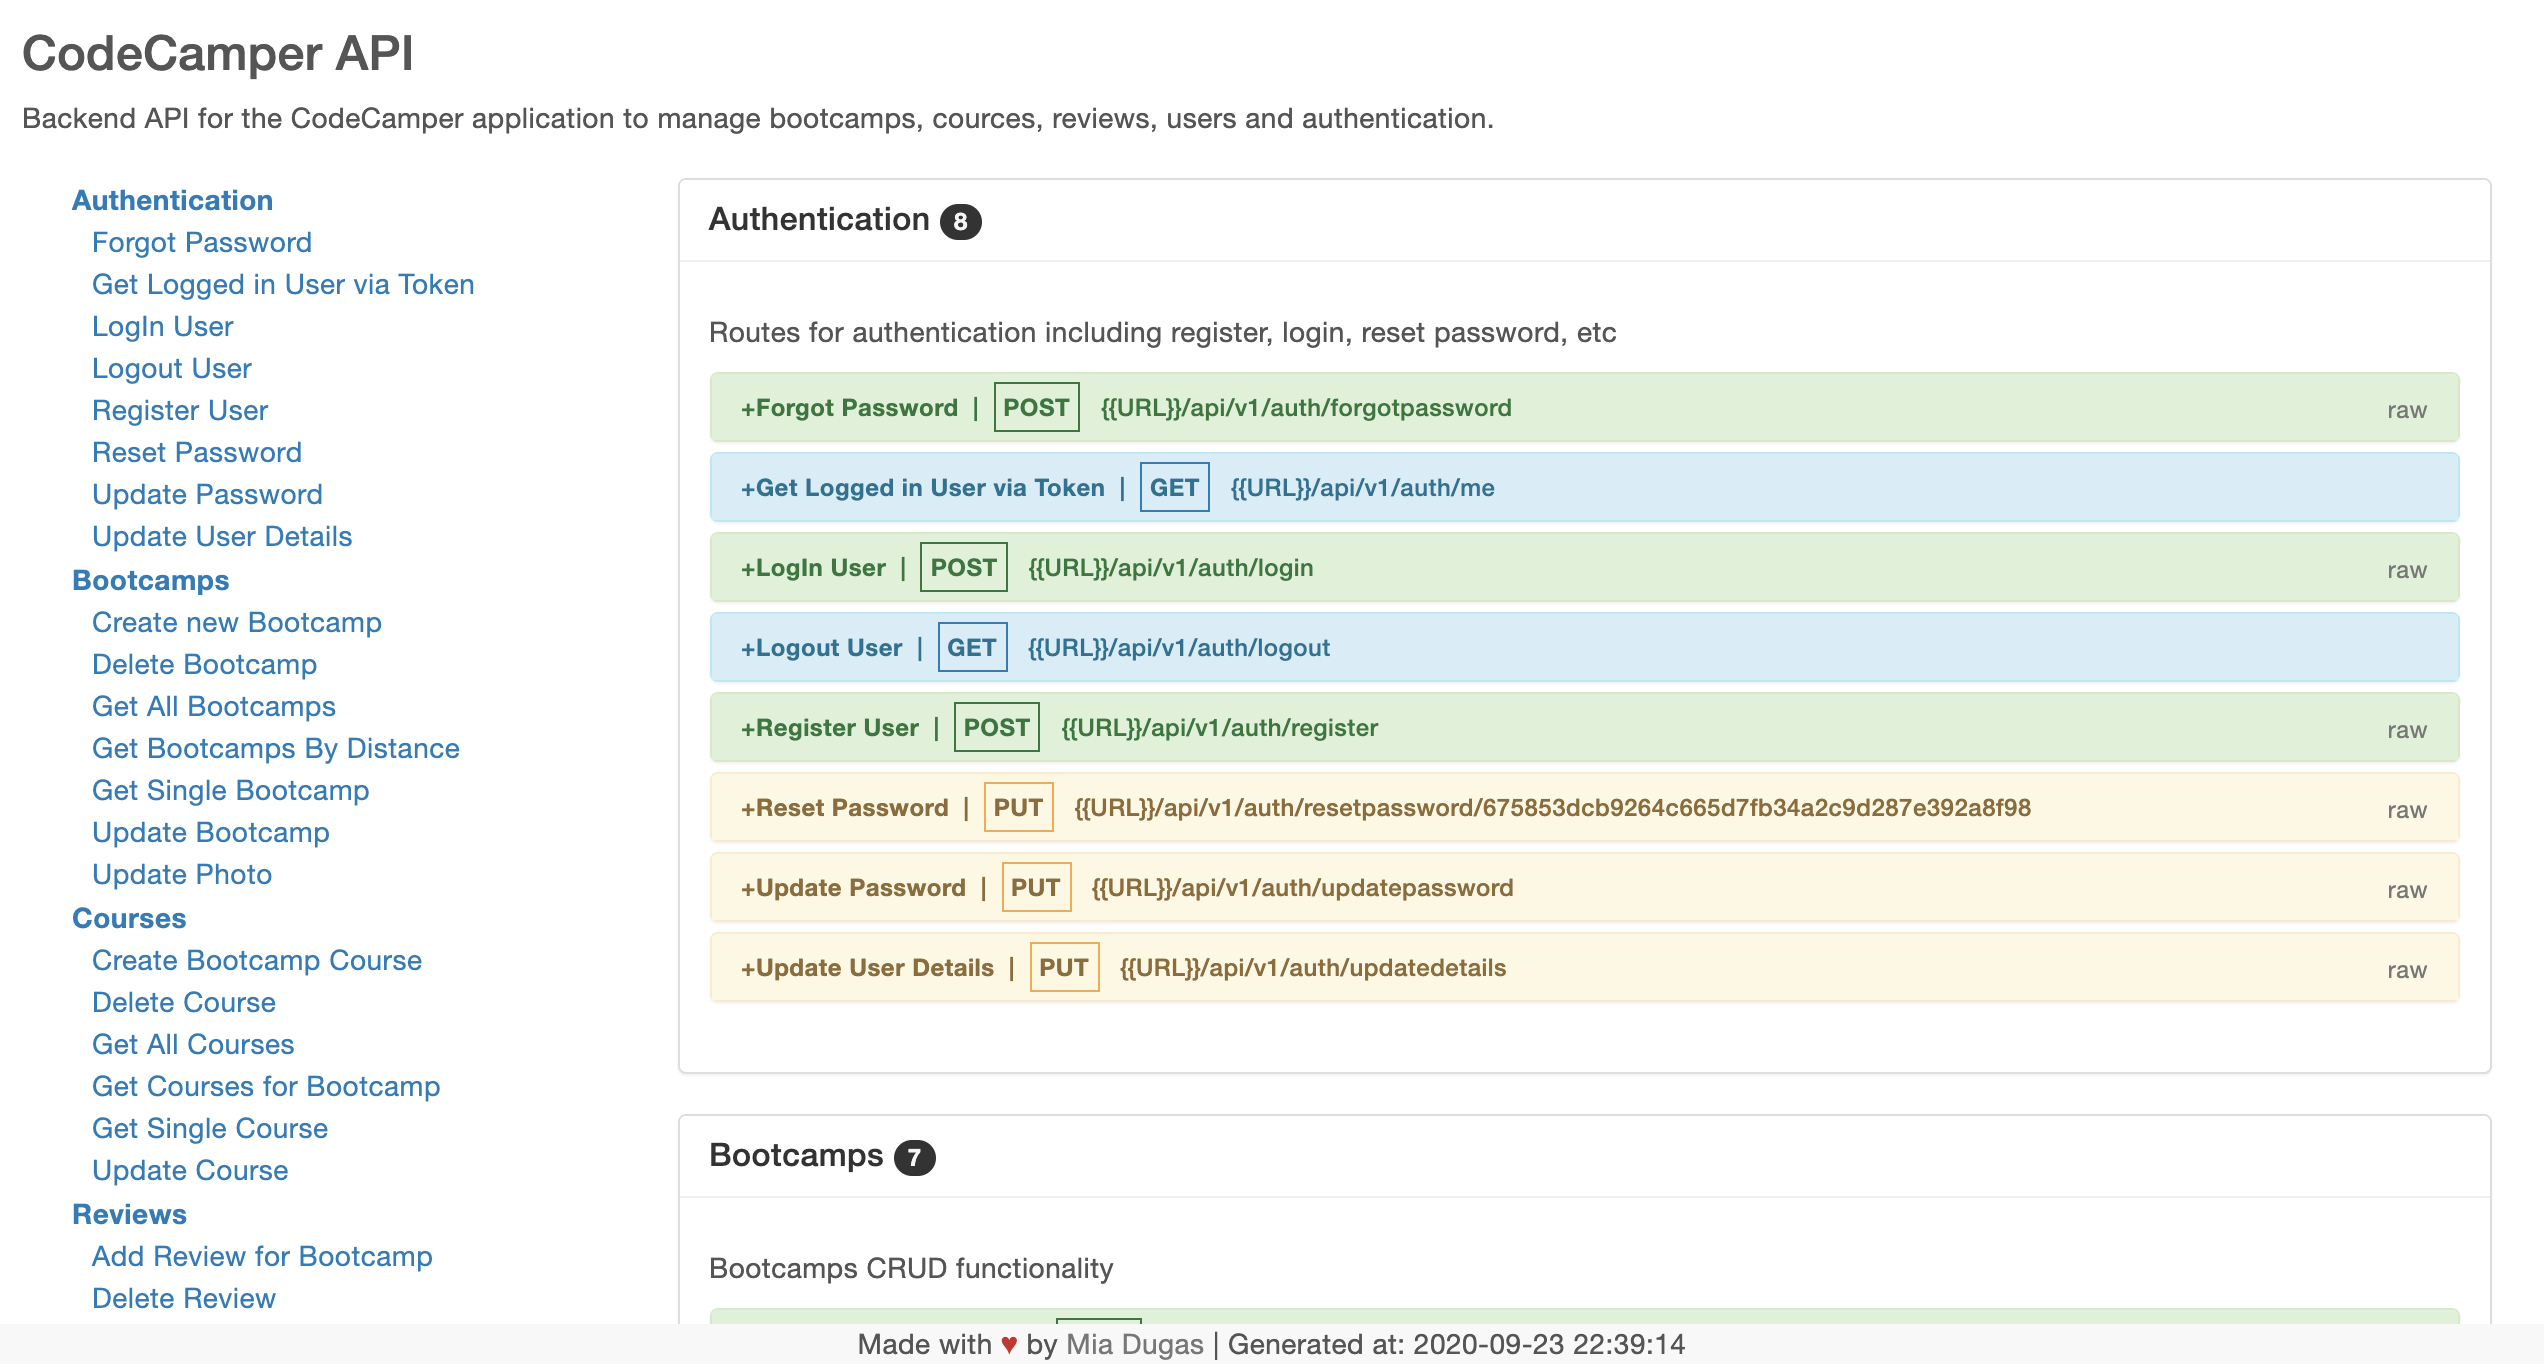 CodeCamper API
Backend API for the CodeCamper application to manage bootcamps, cources, reviews, users and authentication.
Authentication
Forgot Password
Get Logged in User via Token
LogIn User
Logout User
Register User
Reset Password
Update Password
Update User Details
Bootcamps
Create new Bootcamp
Delete Bootcamp
Get All Bootcamps
Get Bootcamps By Distance
Get Single Bootcamp
Update Bootcamp
Update Photo
Courses
Create Bootcamp Course
Delete Course
Get All Courses
Get Courses for Bootcamp
Get Single Course
Update Course
Reviews
Add Review for Bootcamp
Delete Review
Authentication 8
Routes for authentication including register, login, reset password, etc
+Forgot Password | POST {{URL}}/api/v1/auth/forgotpassword raw
+Get Logged in User via Token | GET {{URL}}/api/v1/auth/me
+LogIn User | POST {{URL}}/api/v1/auth/login raw
+Logout User | GET {{URL}}/api/v1/auth/logout
+Register User | POST {{URL}}/api/v1/auth/register raw
+Reset Password | PUT {{URL}}/api/v1/auth/resetpassword/675853dcb9264c665d7fb34a2c9d287e392a8f98 raw
+Update Password | PUT {{URL}}/api/v1/auth/updatepassword raw
+Update User Details | PUT {{URL}}/api/v1/auth/updatedetails raw
Bootcamps 7
Bootcamps CRUD functionality
Made with ♥ by Mia Dugas | Generated at: 2020-09-23 22:39:14